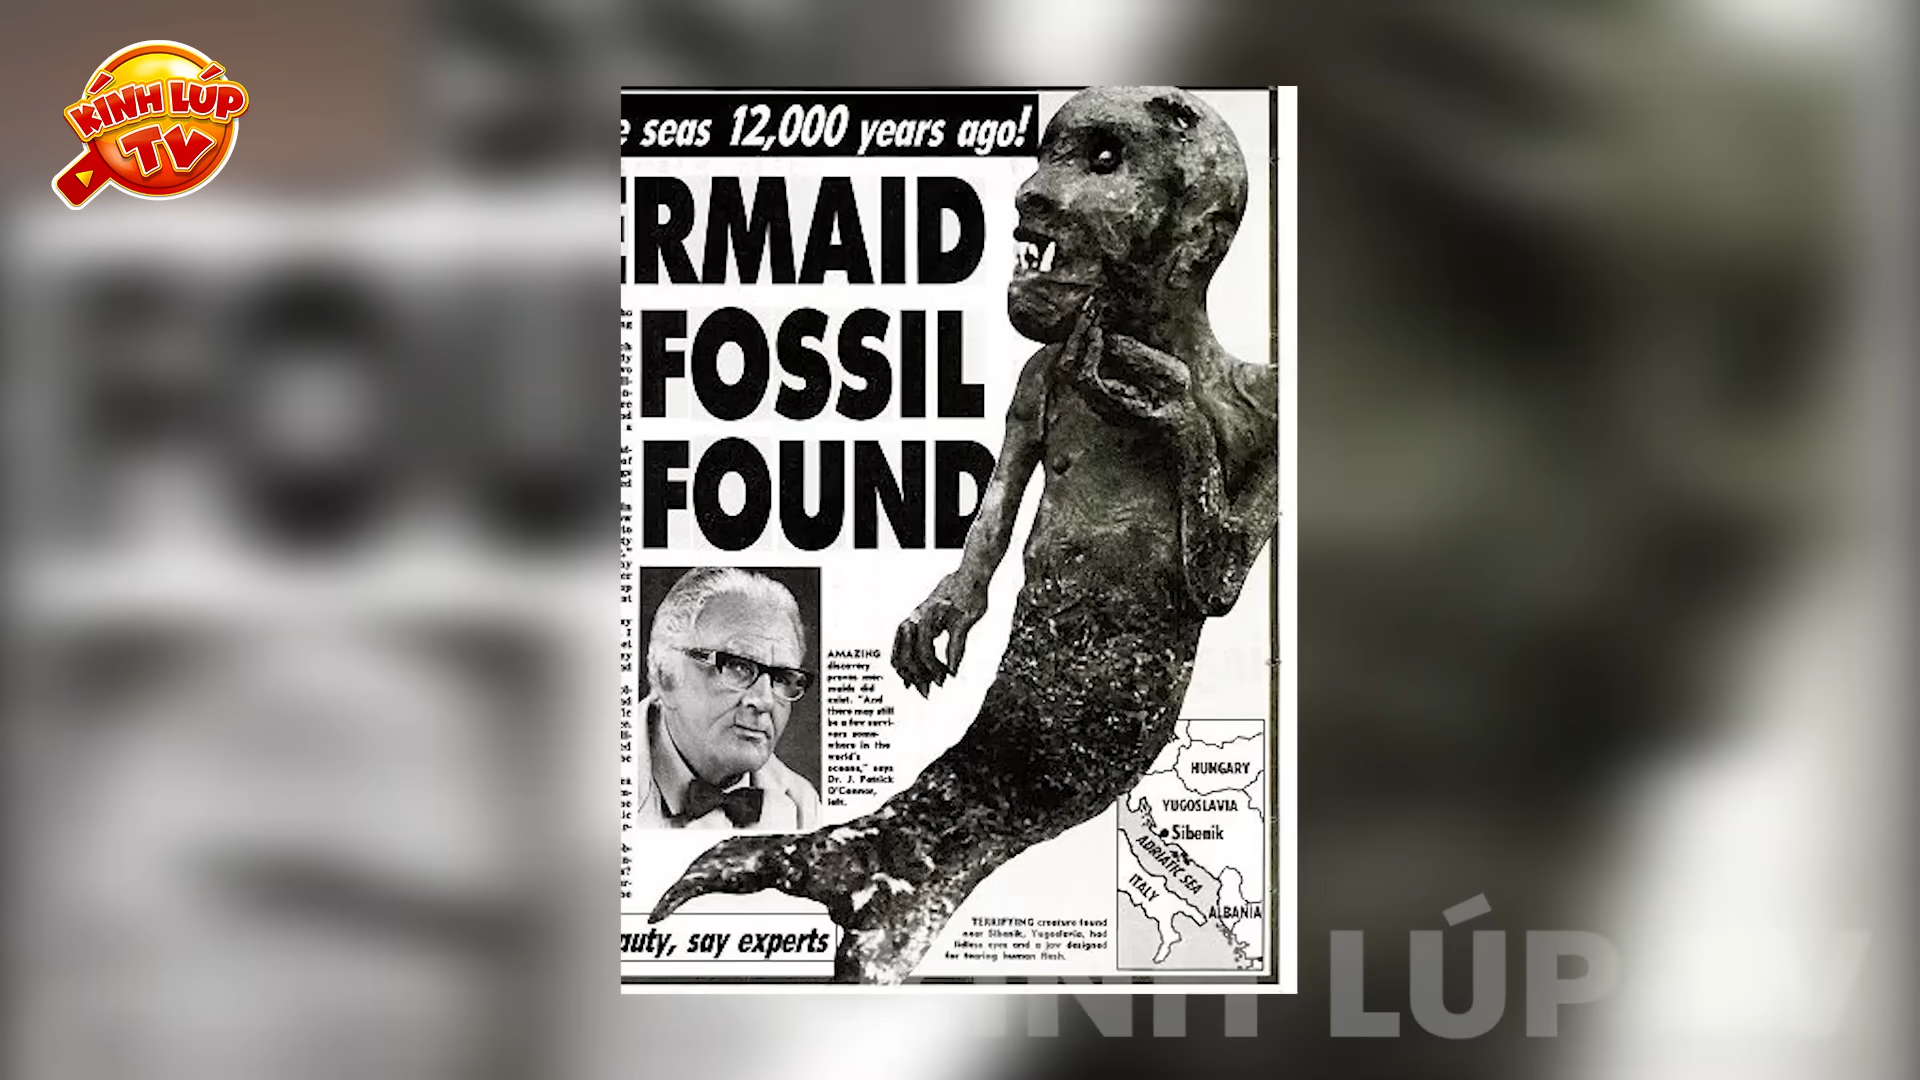 KÍNH LÚP
TV
e seas 12,000 years ago!
ERMAID
FOSSIL
FOUND
AMAZING
discovery
proves mer-
maids did
exist. "And
there may still
be a few survi-
vors some-
where in the
world's
oceans," says
Dr. J. Patrick
O'Connor,
left.
HUNGARY
YUGOSLAVIA
Sibenik
ADRIATIC SEA
ITALY
ALBANIA
TERRIFYING creature found
near Sibenik, Yugoslavia, had
lidless eyes and a jaw designed
for tearing human flesh.
auty, say experts
KÍNH LÚP TV